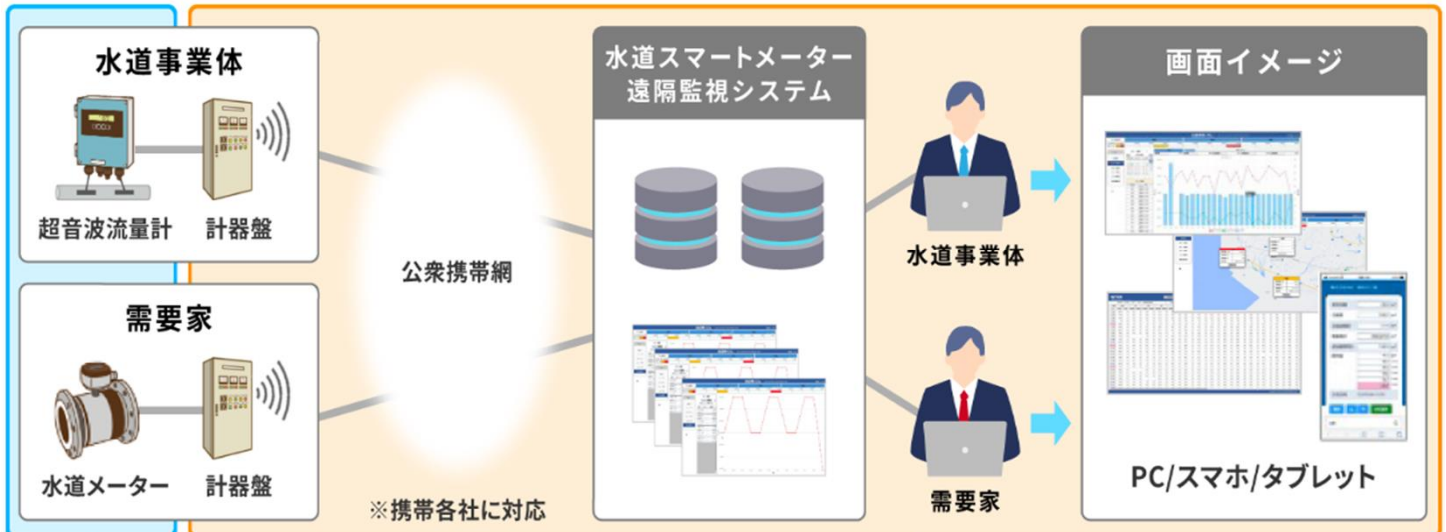 水道事業体
超音波流量計
計器盤
需要家
水道メーター
計器盤
公衆携帯網
※携帯各社に対応
水道スマートメーター
遠隔監視システム
水道事業体
需要家
画面イメージ
PC/スマホ/タブレット